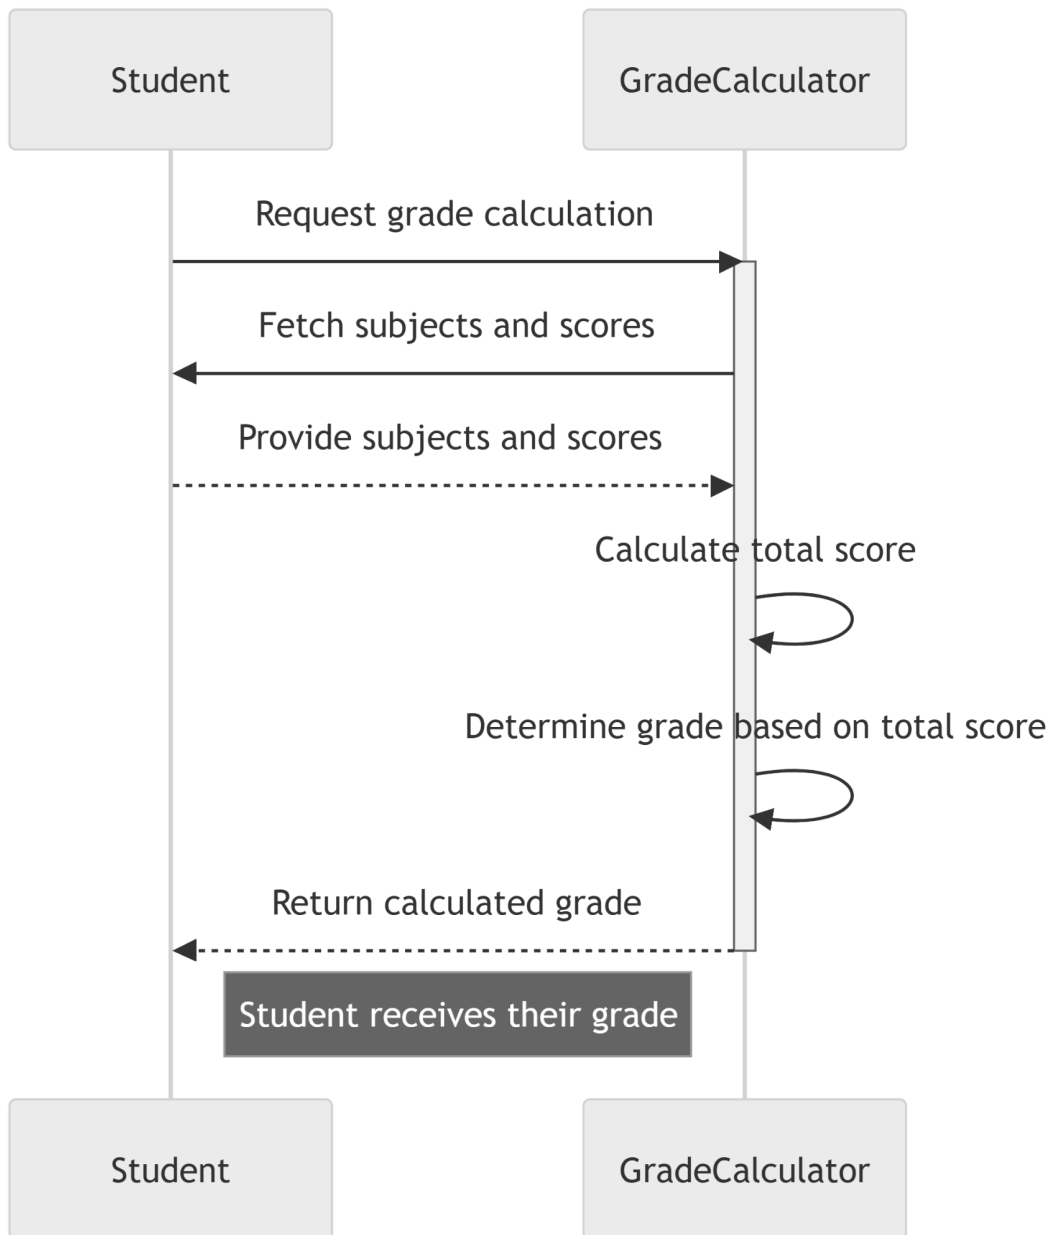 Student
GradeCalculator
Request grade calculation
Fetch subjects and scores
Provide subjects and scores
Calculate total score
Determine grade based on total score
Return calculated grade
Student receives their grade
Student
GradeCalculator